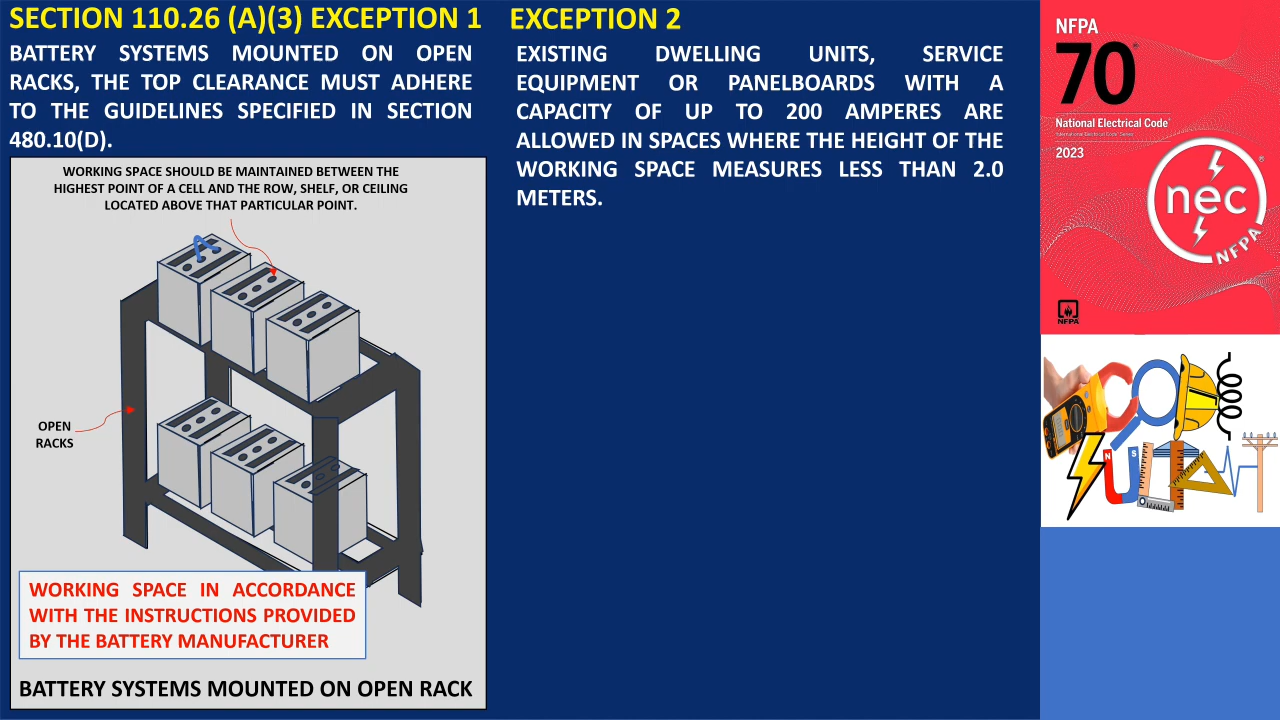 SECTION 110.26 (A)(3) EXCEPTION 1
BATTERY SYSTEMS MOUNTED ON OPEN
RACKS, THE TOP CLEARANCE MUST ADHERE
TO THE GUIDELINES SPECIFIED IN SECTION
480.10(D).
WORKING SPACE SHOULD BE MAINTAINED BETWEEN THE
HIGHEST POINT OF A CELL AND THE ROW, SHELF, OR CEILING
LOCATED ABOVE THAT PARTICULAR POINT.
OPEN
RACKS
WORKING SPACE IN ACCORDANCE
WITH THE INSTRUCTIONS PROVIDED
BY THE BATTERY MANUFACTURER
BATTERY SYSTEMS MOUNTED ON OPEN RACK
EXCEPTION 2
EXISTING DWELLING UNITS, SERVICE
EQUIPMENT OR PANELBOARDS WITH A
CAPACITY OF UP TO 200 AMPERES ARE
ALLOWED IN SPACES WHERE THE HEIGHT OF THE
WORKING SPACE MEASURES LESS THAN 2.0
METERS.
NFPA
70®
National Electrical Code®
International Electrical Code® Series
2023
nec®
NFPA
NFPA
N S